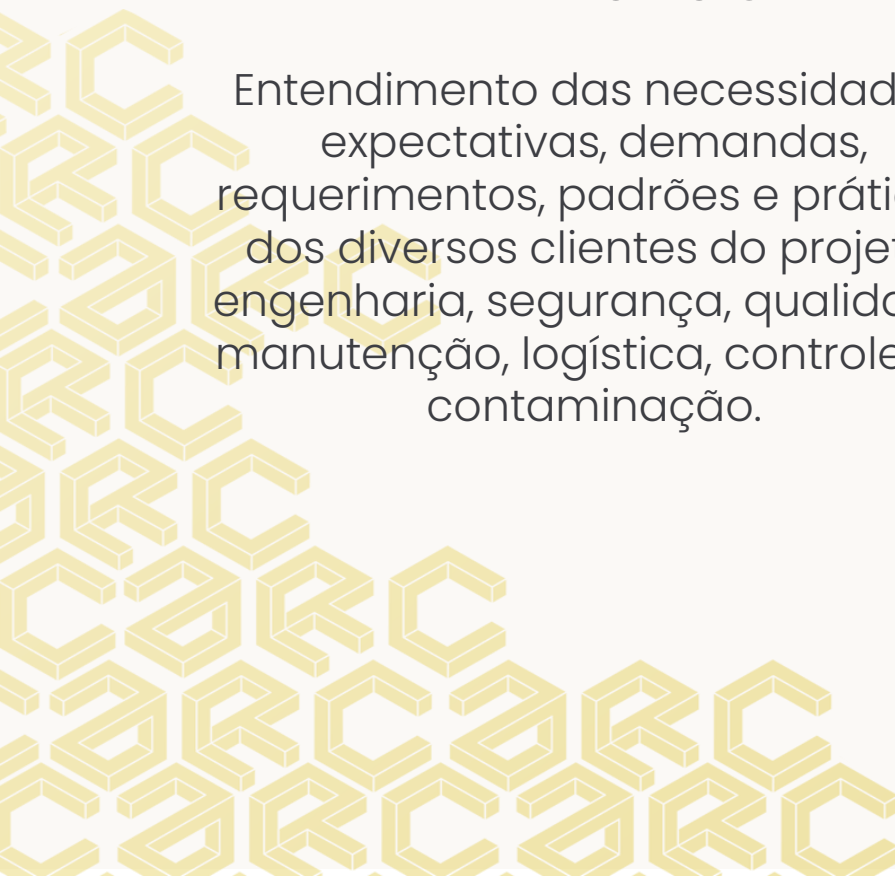 Entendimento das necessidad
expectativas, demandas,
requerimentos, padrões e práti
dos diversos clientes do proje
engenharia, segurança, qualida
manutenção, logística, controle
contaminação.